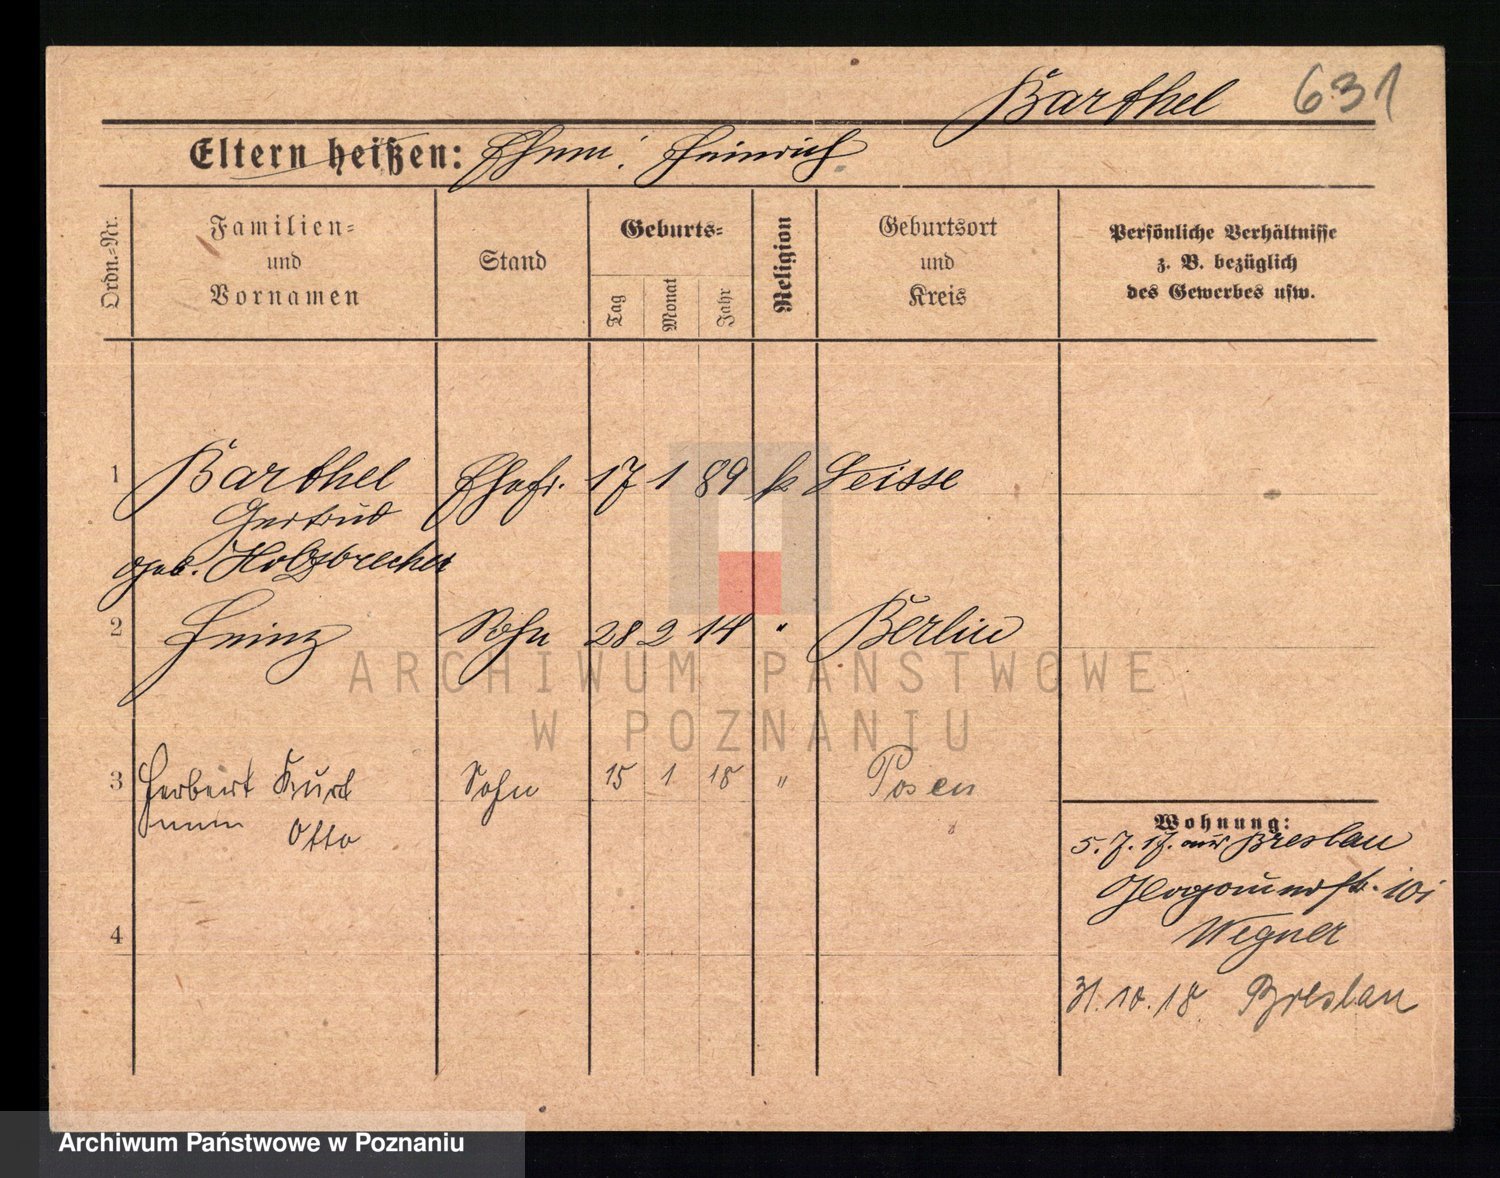 Barthel 631
Eltern heißen: Ehem: Heinrich
Ordn.-Nr.
Familien-
und
Vornamen
Stand
Geburts-
Tag
Monat
Jahr
Religion
Geburtsort
und
Kreis
Persönliche Verhältnisse
z. B. bezüglich
des Gewerbes usw.
1 Barthel Ehefr. 17 1 89 k
Gertrud
geb. Holzbrecher
2 Heinz Sohn 28 2 14 " Berlin
3 Herbert Kurt Sohn 15 1 18 " Posen
Otto
4
Wohnung:
5. 7. 17. aus Breslau
Wegner
31. 10. 18 Breslau
ARCHIWUM PAŃSTWOWE
W POZNANIU
Archiwum Państwowe w Poznaniu